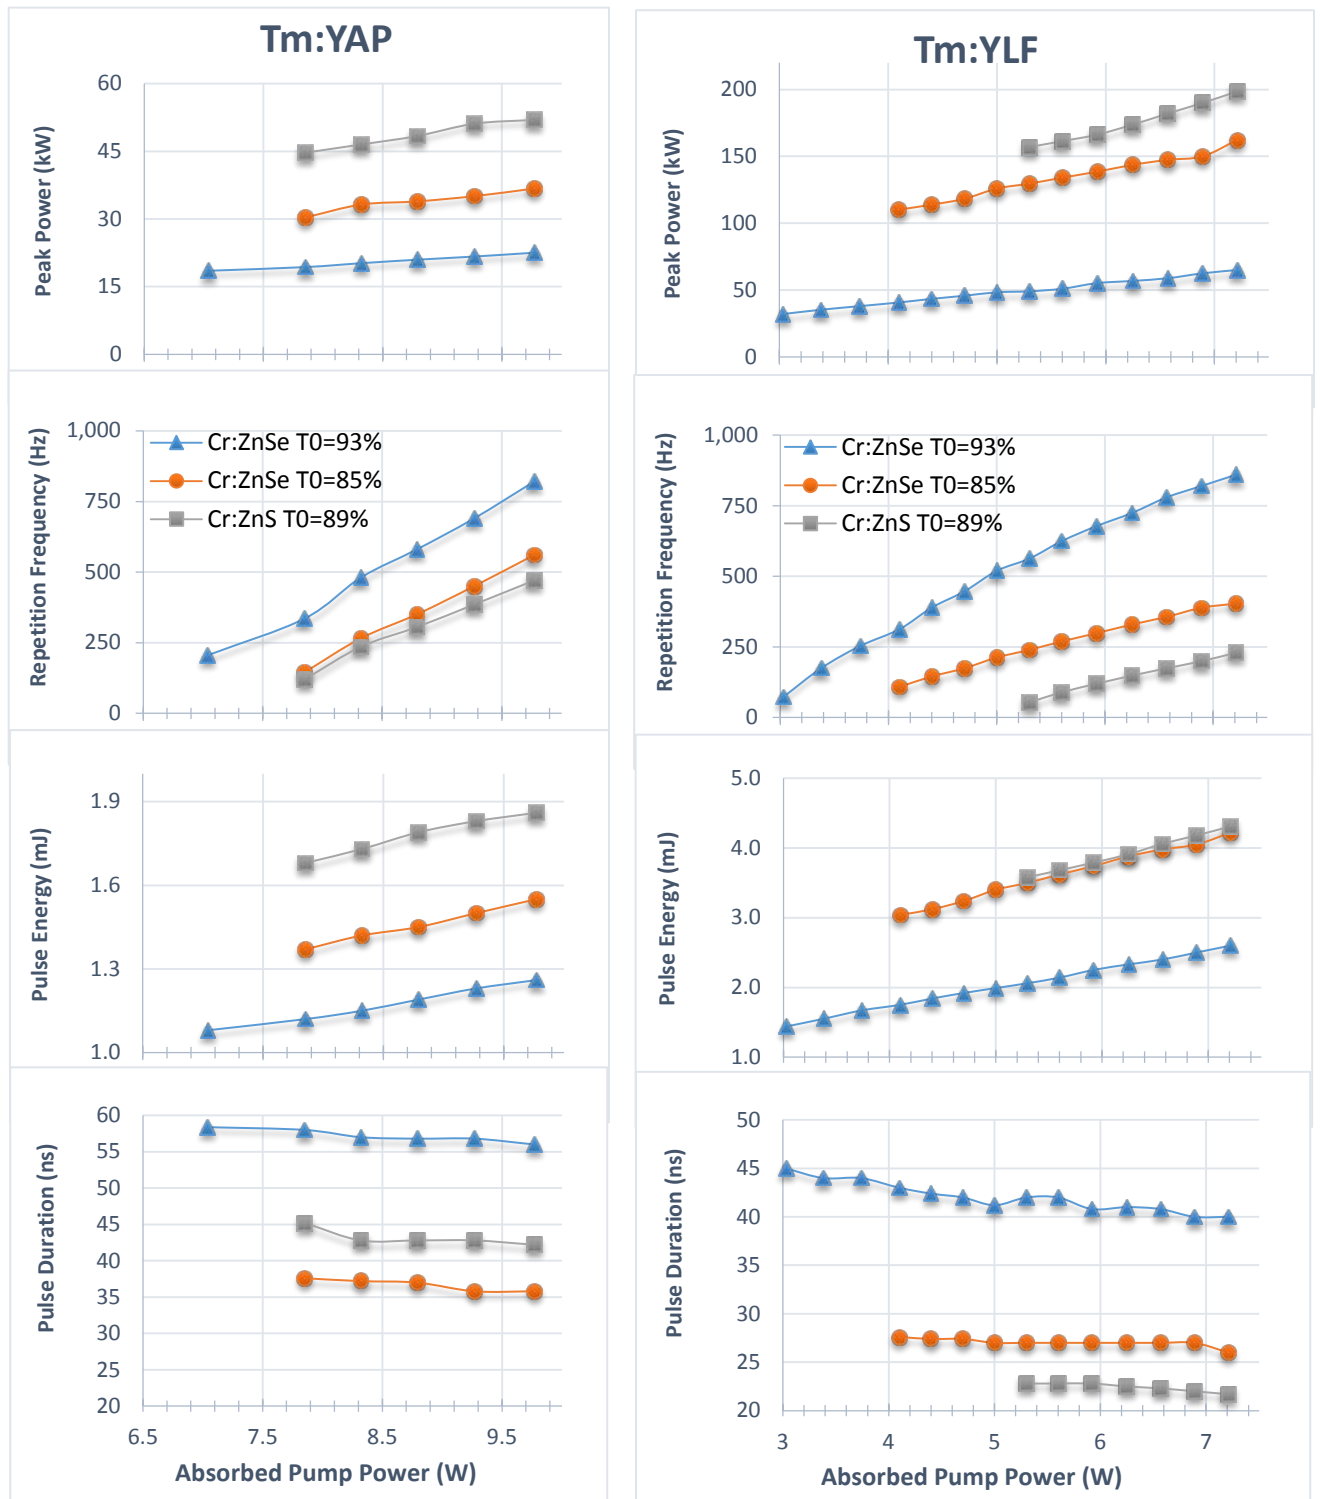 Tm:YAP
60
45
30
15
0
Peak Power (kW)
1,000
750
500
250
0
Repetition Frequency (Hz)
Cr:ZnSe T0=93%
Cr:ZnSe T0=85%
Cr:ZnS T0=89%
1.9
1.6
1.3
1.0
Pulse Energy (mJ)
60
55
50
45
40
35
30
25
20
Pulse Duration (ns)
6.5 7.5 8.5 9.5
Absorbed Pump Power (W)
Tm:YLF
200
150
100
50
0
Peak Power (kW)
1,000
750
500
250
0
Repetition Frequency (Hz)
Cr:ZnSe T0=93%
Cr:ZnSe T0=85%
Cr:ZnS T0=89%
5.0
4.0
3.0
2.0
1.0
Pulse Energy (mJ)
50
45
40
35
30
25
20
Pulse Duration (ns)
3 4 5 6 7
Absorbed Pump Power (W)